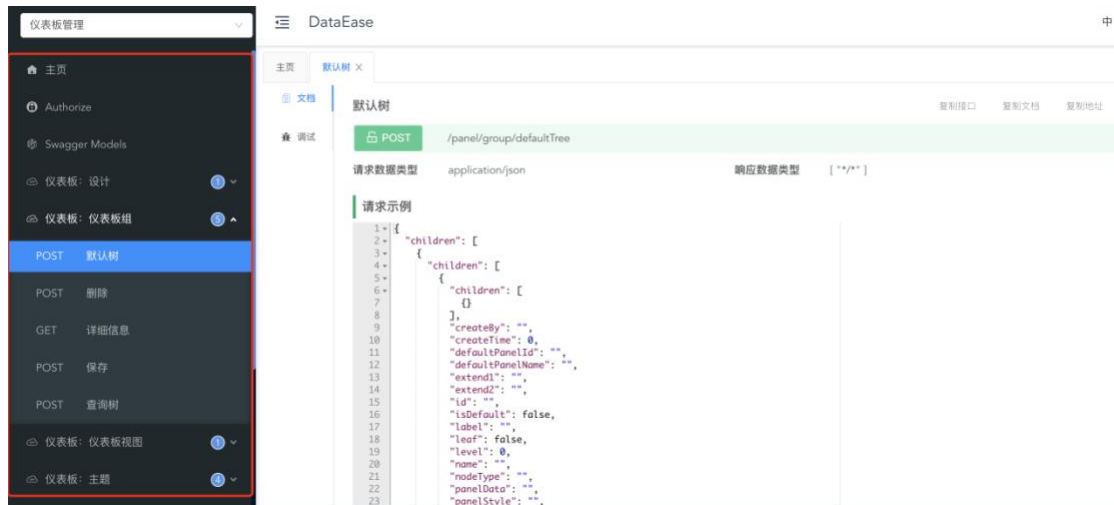 仪表板管理
DataEase
中
主页
Authorize
Swagger Models
仪表板：设计 1
仪表板：仪表板组 5
POST 默认树
POST 删除
GET 详细信息
POST 保存
POST 查询树
仪表板：仪表板视图 1
仪表板：主题 4
主页 默认树 ×
文档
调试
默认树 复制接口 复制文档 复制地址
POST /panel/group/defaultTree
请求数据类型 application/json 响应数据类型 [ "*/*" ]
请求示例
1 {
2 "children": [
3 {
4 "children": [
5 {
6 "children": [
7 {}
8 ],
9 "createBy": "",
10 "createTime": 0,
11 "defaultPanelId": "",
12 "defaultPanelName": "",
13 "extend1": "",
14 "extend2": "",
15 "id": "",
16 "isDefault": false,
17 "label": "",
18 "leaf": false,
19 "level": 0,
20 "name": "",
21 "nodeType": "",
22 "panelData": "",
23 "panelStyle": "",